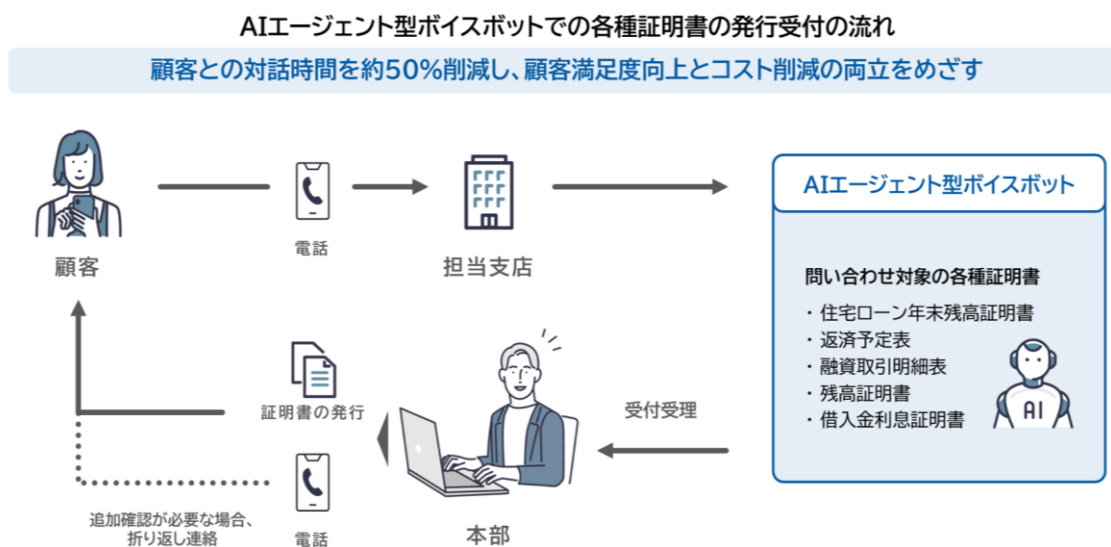 AIエージェント型ボイスボットでの各種証明書の発行受付の流れ
顧客との対話時間を約50%削減し、顧客満足度向上とコスト削減の両立をめざす
顧客
電話
担当支店
AIエージェント型ボイスボット
問い合わせ対象の各種証明書
・住宅ローン年末残高証明書
・返済予定表
・融資取引明細表
・残高証明書
・借入金利息証明書
AI
受付受理
本部
証明書の発行
電話
追加確認が必要な場合、
折り返し連絡